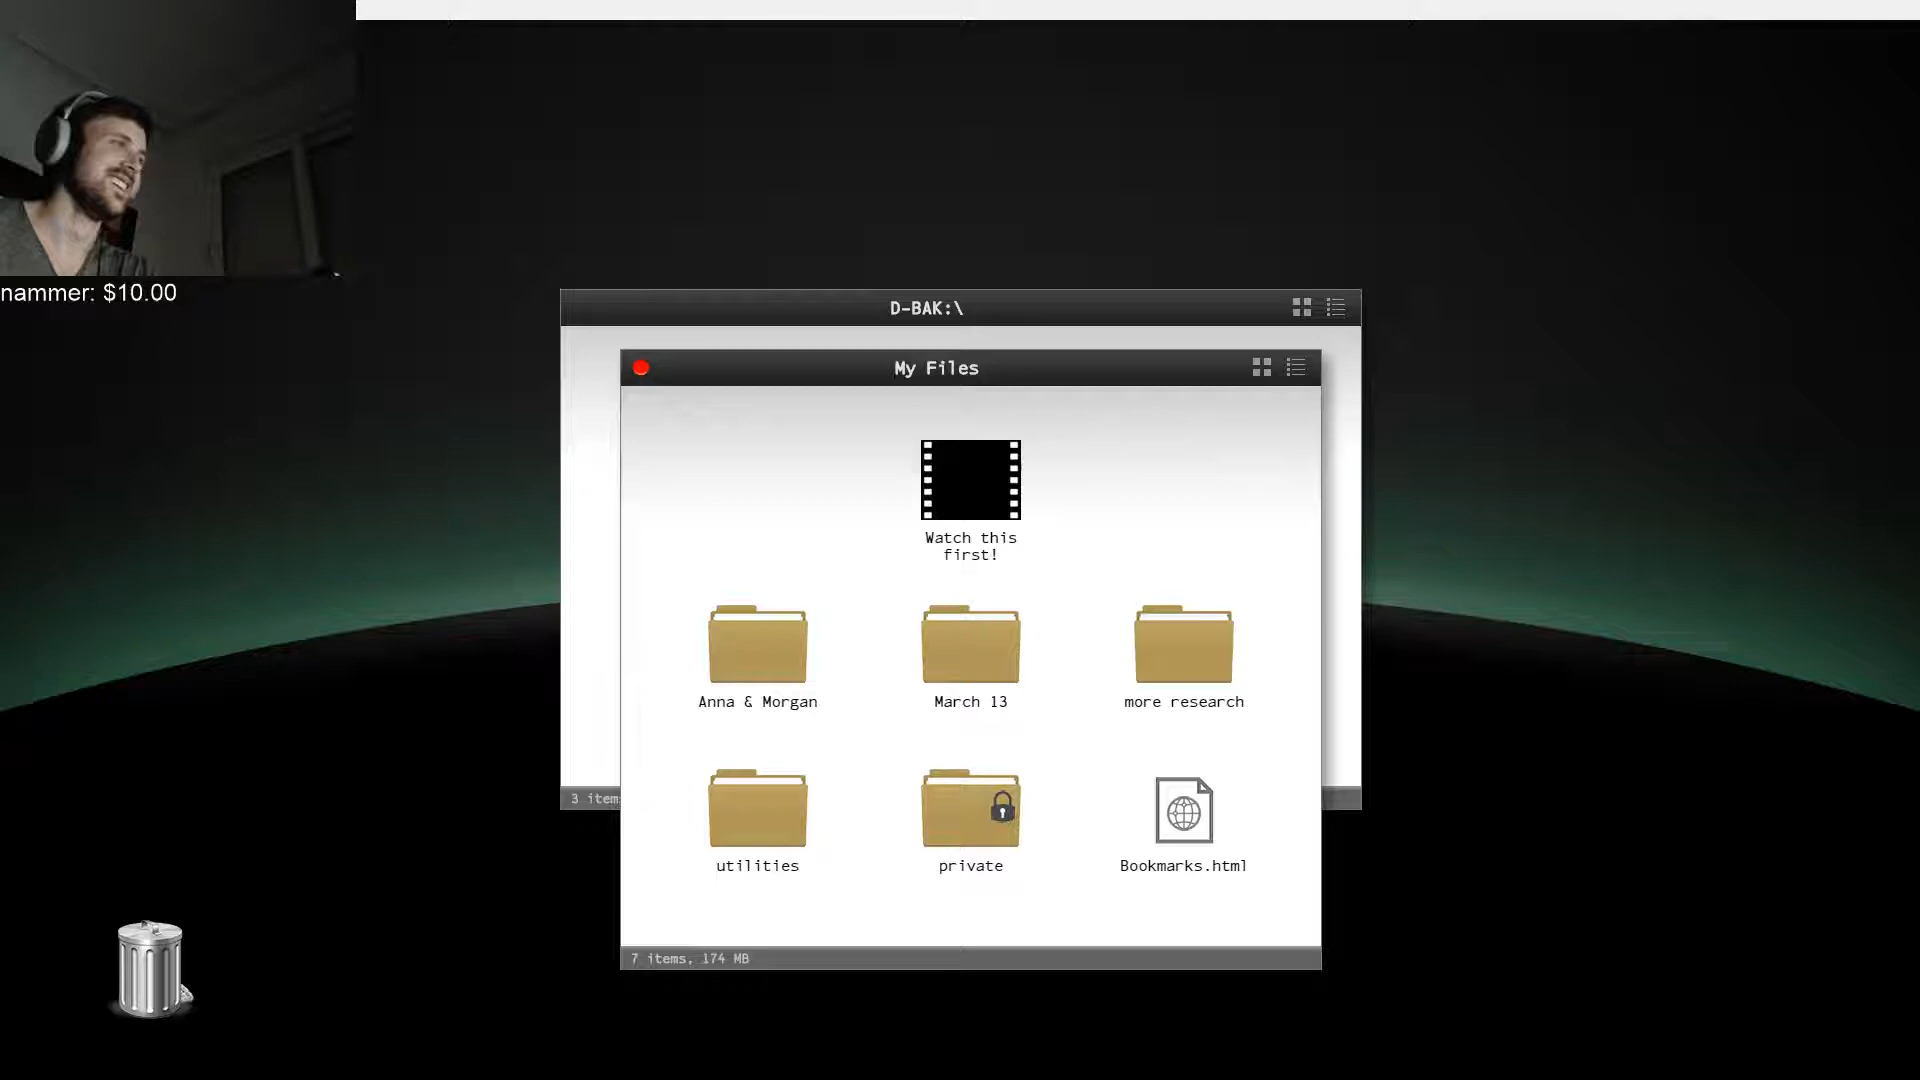 nammer: $10.00
D-BAK:\
My Files
Watch this
first!
Anna & Morgan
March 13
more research
utilities
private
Bookmarks.html
3 item
7 items, 174 MB